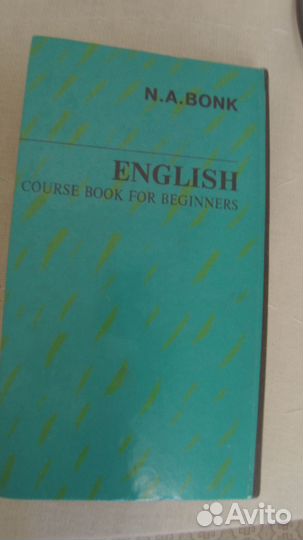 N.A.BONK
ENGLISH
COURSE BOOK FOR BEGINNERS
Avito